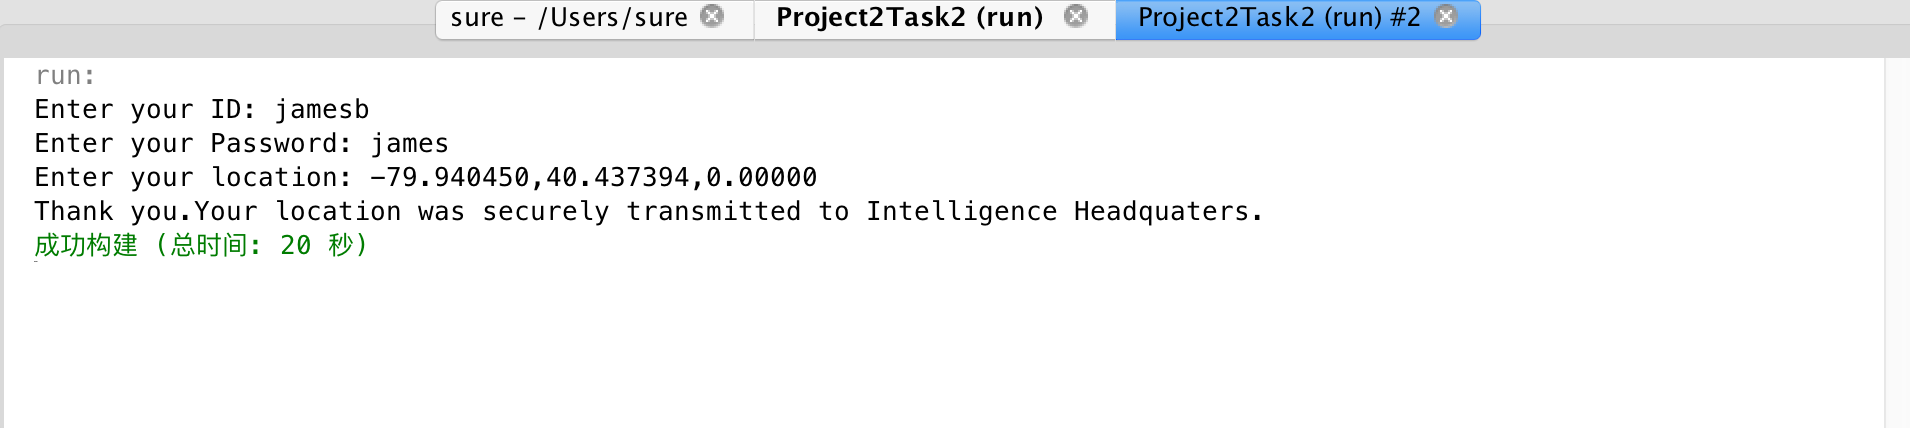 sure – /Users/sure Project2Task2 (run) Project2Task2 (run) #2
run:
Enter your ID: jamesb
Enter your Password: james
Enter your location: -79.940450,40.437394,0.00000
Thank you.Your location was securely transmitted to Intelligence Headquaters.
成功构建 (总时间: 20 秒)